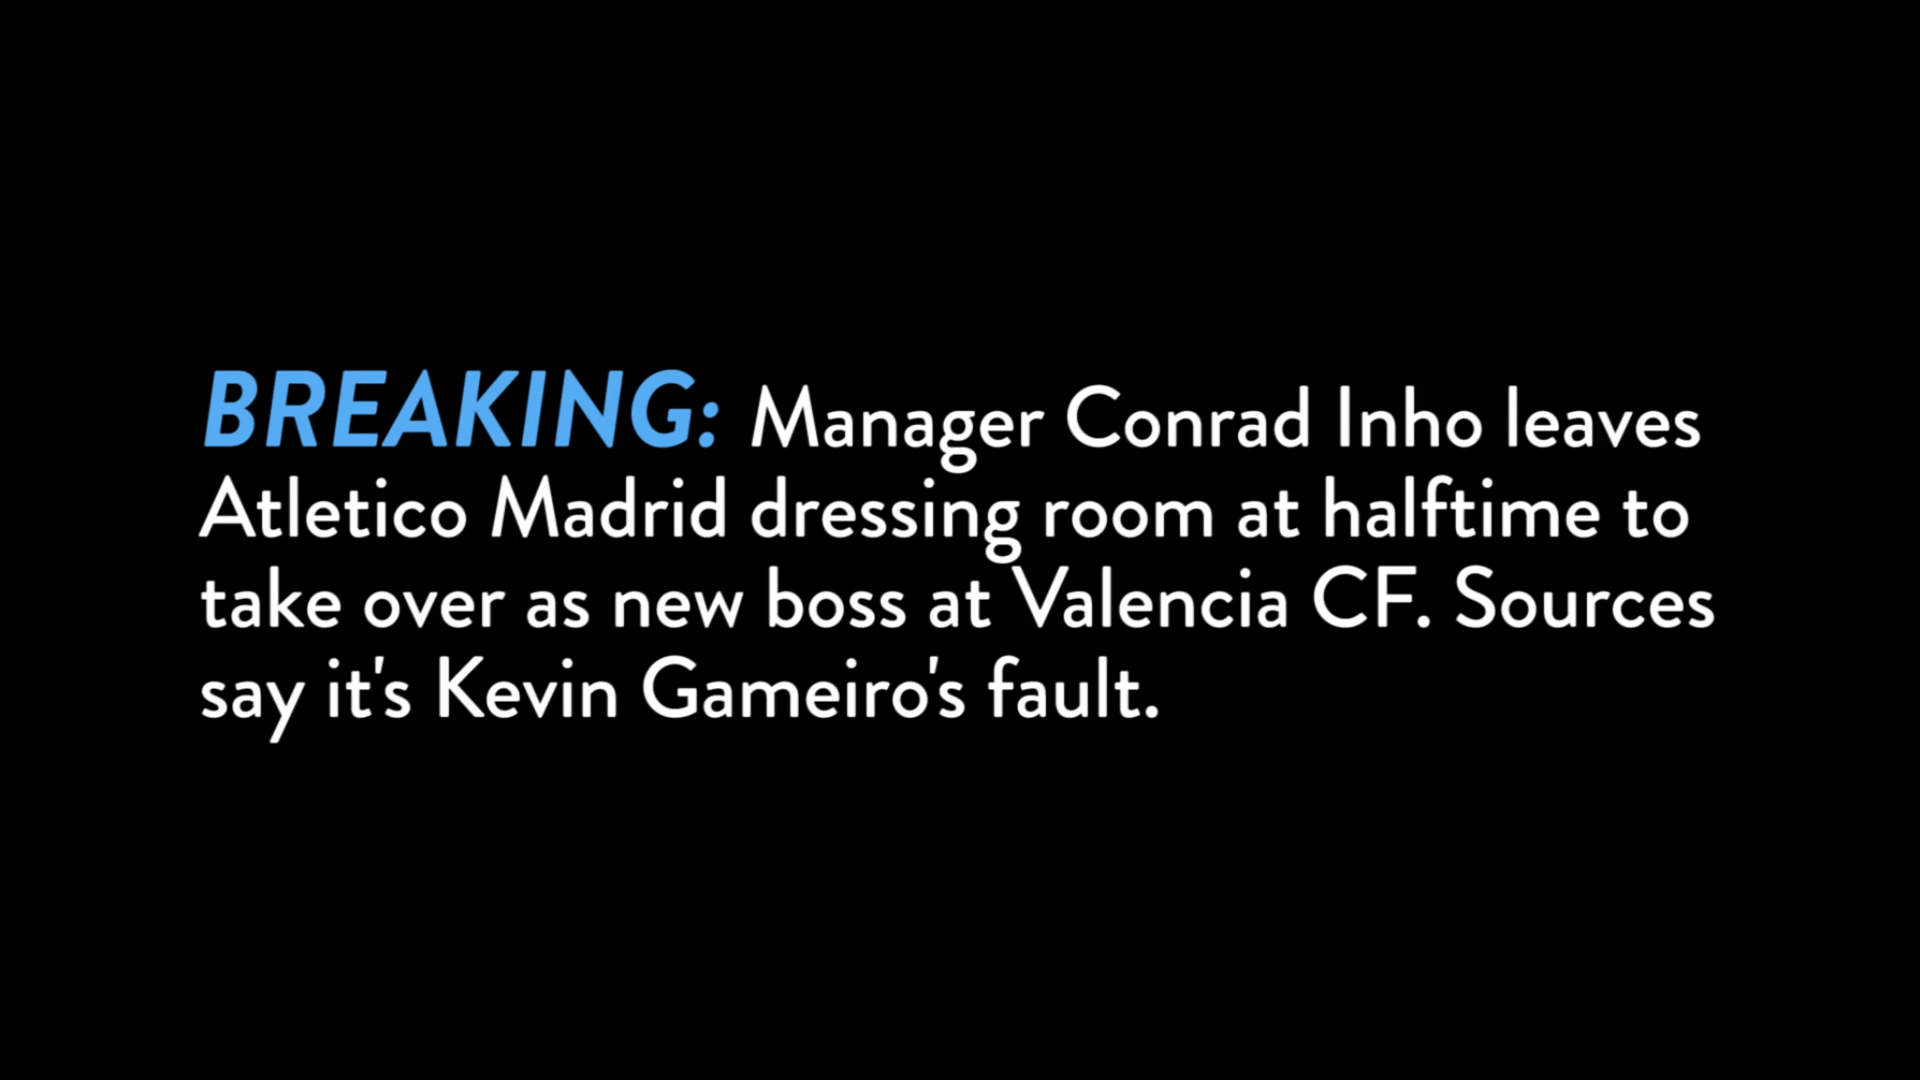 BREAKING: Manager Conrad Inho leaves
Atletico Madrid dressing room at halftime to
take over as new boss at Valencia CF. Sources
say it's Kevin Gameiro's fault.